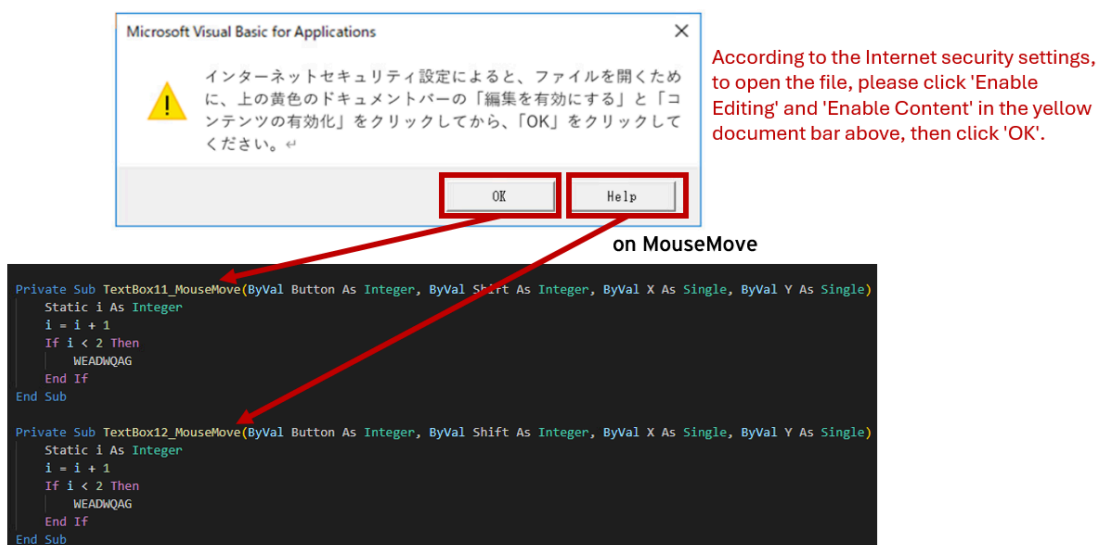 Microsoft Visual Basic for Applications
インターネットセキュリティ設定によると、ファイルを開くため
に、上の黄色のドキュメントバーの「編集を有効にする」と「コ
ンテンツの有効化」をクリックしてから、「OK」をクリックして
ください。↵
OK
Help
According to the Internet security settings,
to open the file, please click 'Enable
Editing' and 'Enable Content' in the yellow
document bar above, then click 'OK'.
on MouseMove
Private Sub TextBox11_MouseMove(ByVal Button As Integer, ByVal Shift As Integer, ByVal X As Single, ByVal Y As Single)
Static i As Integer
i = i + 1
If i < 2 Then
WEADWQAG
End If
End Sub
Private Sub TextBox12_MouseMove(ByVal Button As Integer, ByVal Shift As Integer, ByVal X As Single, ByVal Y As Single)
Static i As Integer
i = i + 1
If i < 2 Then
WEADWQAG
End If
End Sub